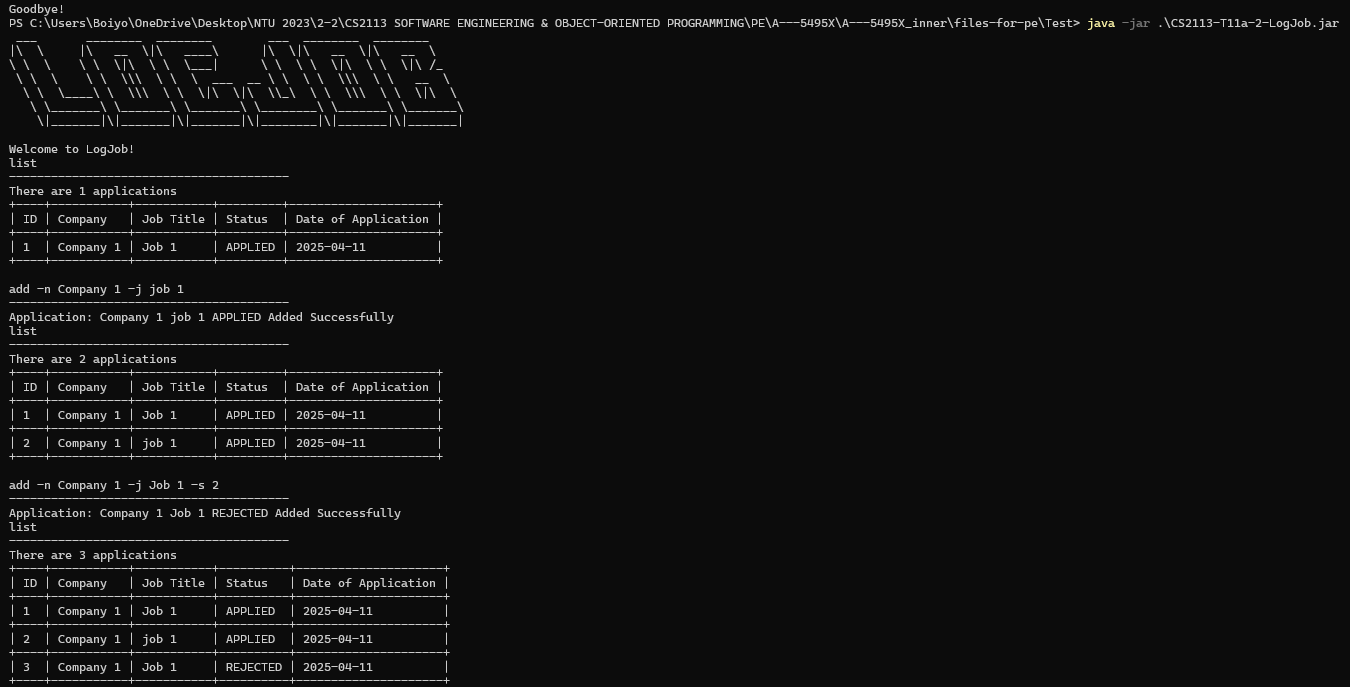 Goodbye!
PS C:\Users\Boiyo\OneDrive\Desktop\NTU 2023\2-2\CS2113 SOFTWARE ENGINEERING & OBJECT-ORIENTED PROGRAMMING\PE\A---5495X\A---5495X_inner\files-for-pe\Test> java -jar .\CS2113-T11a-2-LogJob.jar
Welcome to LogJob!
list
----------------------------------------
There are 1 applications
+----+-----------+-----------+---------+---------------------+
| ID | Company   | Job Title | Status  | Date of Application |
+----+-----------+-----------+---------+---------------------+
| 1  | Company 1 | Job 1     | APPLIED | 2025-04-11          |
+----+-----------+-----------+---------+---------------------+
add -n Company 1 -j job 1
----------------------------------------
Application: Company 1 job 1 APPLIED Added Successfully
list
----------------------------------------
There are 2 applications
+----+-----------+-----------+---------+---------------------+
| ID | Company   | Job Title | Status  | Date of Application |
+----+-----------+-----------+---------+---------------------+
| 1  | Company 1 | Job 1     | APPLIED | 2025-04-11          |
+----+-----------+-----------+---------+---------------------+
| 2  | Company 1 | job 1     | APPLIED | 2025-04-11          |
+----+-----------+-----------+---------+---------------------+
add -n Company 1 -j Job 1 -s 2
----------------------------------------
Application: Company 1 Job 1 REJECTED Added Successfully
list
----------------------------------------
There are 3 applications
+----+-----------+-----------+----------+---------------------+
| ID | Company   | Job Title | Status   | Date of Application |
+----+-----------+-----------+----------+---------------------+
| 1  | Company 1 | Job 1     | APPLIED  | 2025-04-11          |
+----+-----------+-----------+----------+---------------------+
| 2  | Company 1 | job 1     | APPLIED  | 2025-04-11          |
+----+-----------+-----------+----------+---------------------+
| 3  | Company 1 | Job 1     | REJECTED | 2025-04-11          |
+----+-----------+-----------+----------+---------------------+